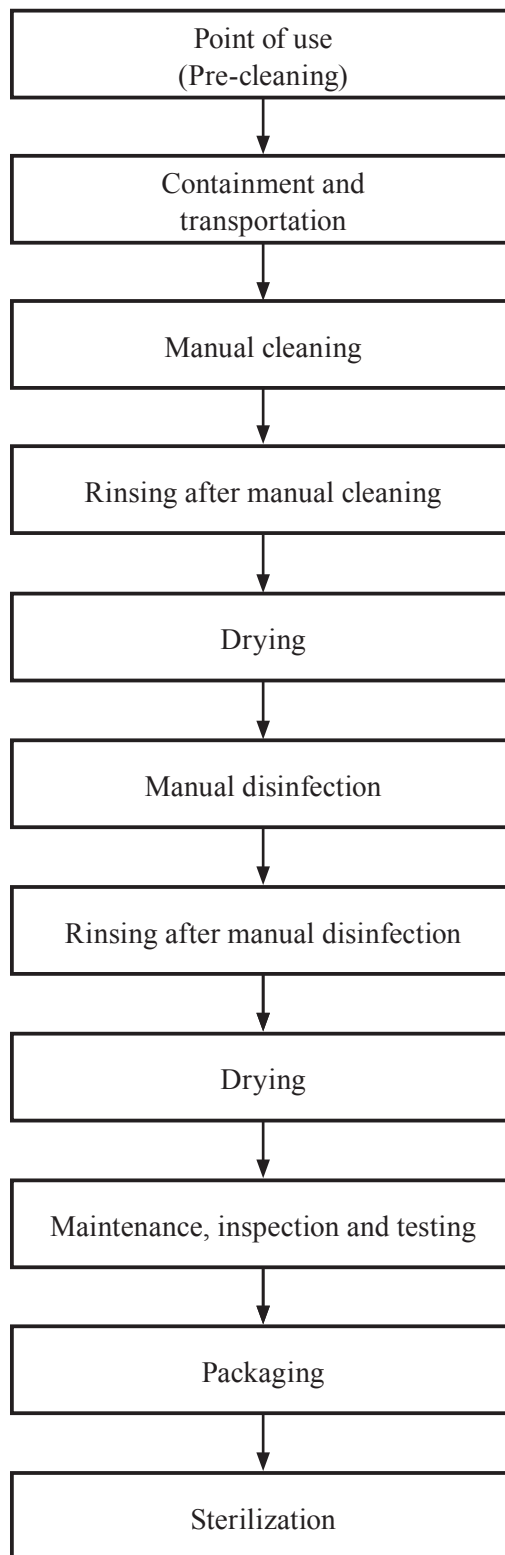 Point of use
(Pre-cleaning)
Containment and
transportation
Manual cleaning
Rinsing after manual cleaning
Drying
Manual disinfection
Rinsing after manual disinfection
Drying
Maintenance, inspection and testing
Packaging
Sterilization